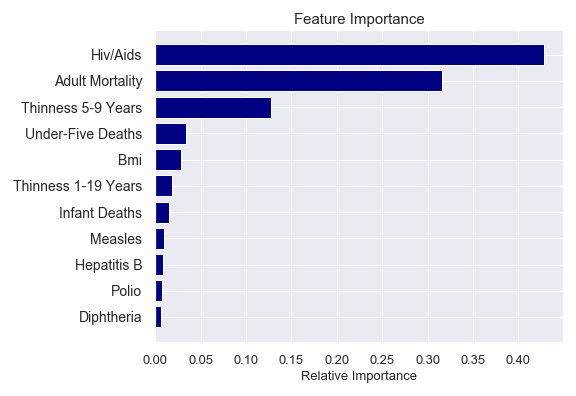 Feature Importance
Hiv/Aids
Adult Mortality
Thinness 5-9 Years
Under-Five Deaths
Bmi
Thinness 1-19 Years
Infant Deaths
Measles
Hepatitis B
Polio
Diphtheria
0.00 0.05 0.10 0.15 0.20 0.25 0.30 0.35 0.40
Relative Importance